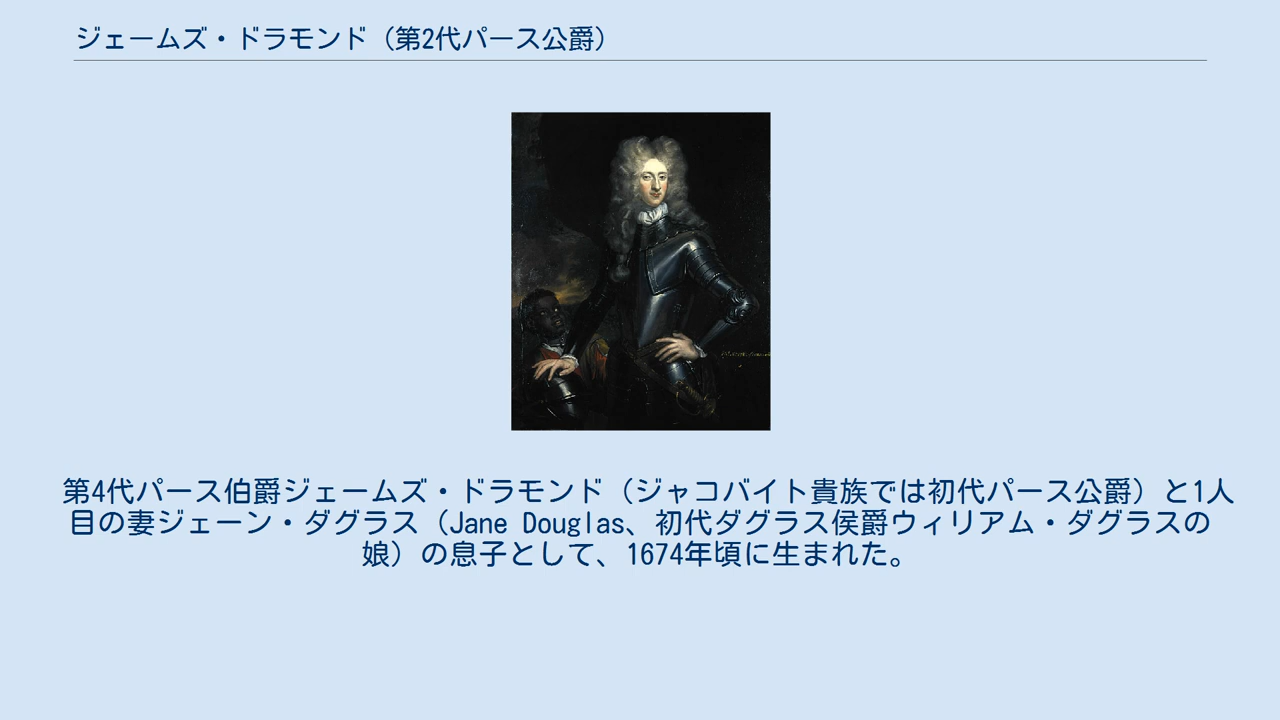 ジェームズ・ドラモンド（第2代パース公爵）
第4代パース伯爵ジェームズ・ドラモンド（ジャコバイト貴族では初代パース公爵）と1人
目の妻ジェーン・ダグラス（Jane Douglas、初代ダグラス侯爵ウィリアム・ダグラスの
娘）の息子として、1674年頃に生まれた。